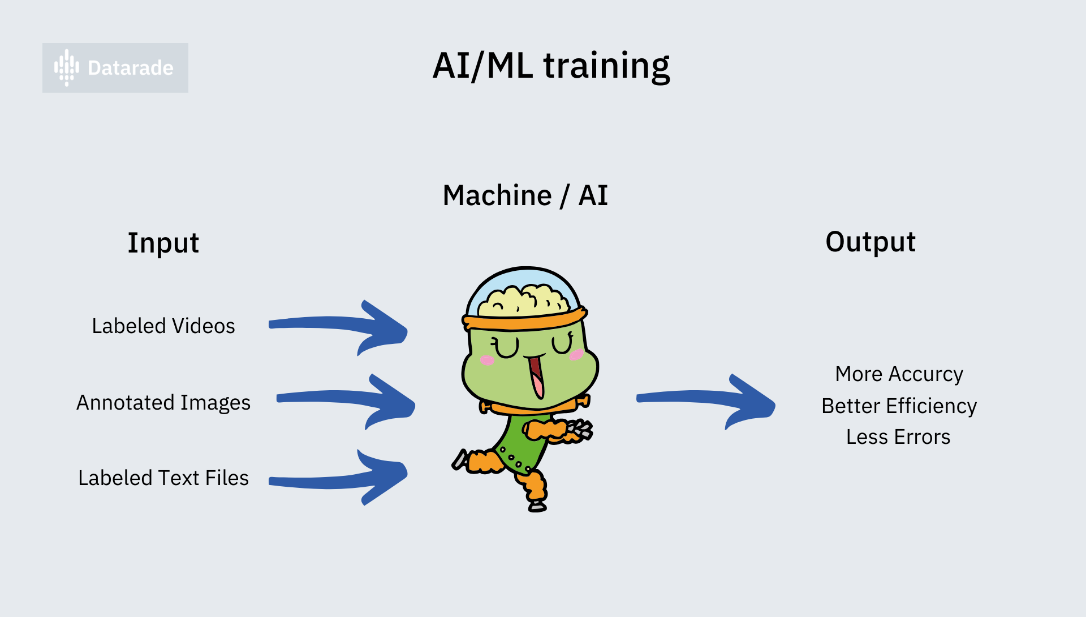 Datarade
AI/ML training
Machine / AI
Input
Output
Labeled Videos
Annotated Images
Labeled Text Files
More Accurcy
Better Efficiency
Less Errors